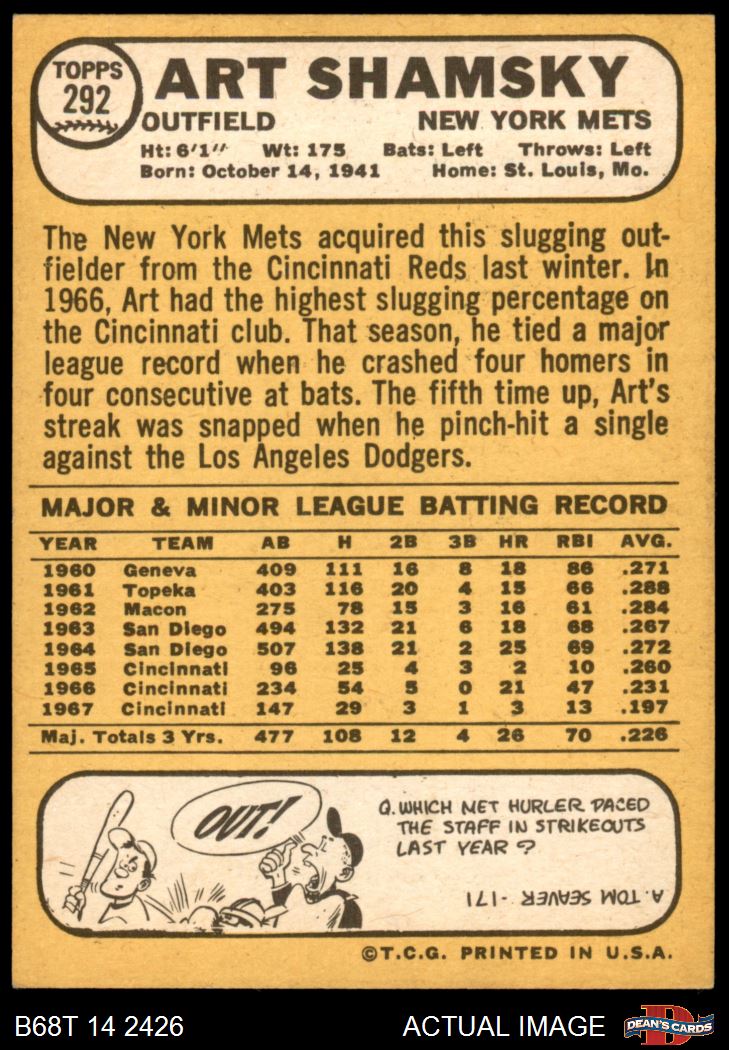 TOPPS
292
ART SHAMSKY
OUTFIELD NEW YORK METS
Ht: 6'1" Wt: 175 Bats: Left Throws: Left
Born: October 14, 1941 Home: St. Louis, Mo.
The New York Mets acquired this slugging out-
fielder from the Cincinnati Reds last winter. In
1966, Art had the highest slugging percentage on
the Cincinnati club. That season, he tied a major
league record when he crashed four homers in
four consecutive at bats. The fifth time up, Art's
streak was snapped when he pinch-hit a single
against the Los Angeles Dodgers.
MAJOR & MINOR LEAGUE BATTING RECORD
YEAR TEAM AB H 2B 3B HR RBI AVG.
1960 Geneva 409 111 16 8 18 86 .271
1961 Topeka 403 116 20 4 15 66 .288
1962 Macon 275 78 15 3 16 61 .284
1963 San Diego 494 132 21 6 18 68 .267
1964 San Diego 507 138 21 2 25 69 .272
1965 Cincinnati 96 25 4 3 2 10 .260
1966 Cincinnati 234 54 5 0 21 47 .231
1967 Cincinnati 147 29 3 1 3 13 .197
Maj. Totals 3 Yrs. 477 108 12 4 26 70 .226
OUT!
Q. WHICH MET HURLER PACED
THE STAFF IN STRIKEOUTS
LAST YEAR?
A. TOM SEAVER - 171
©T.C.G. PRINTED IN U.S.A.
B68T 14 2426 ACTUAL IMAGE
D
DEAN'S CARDS